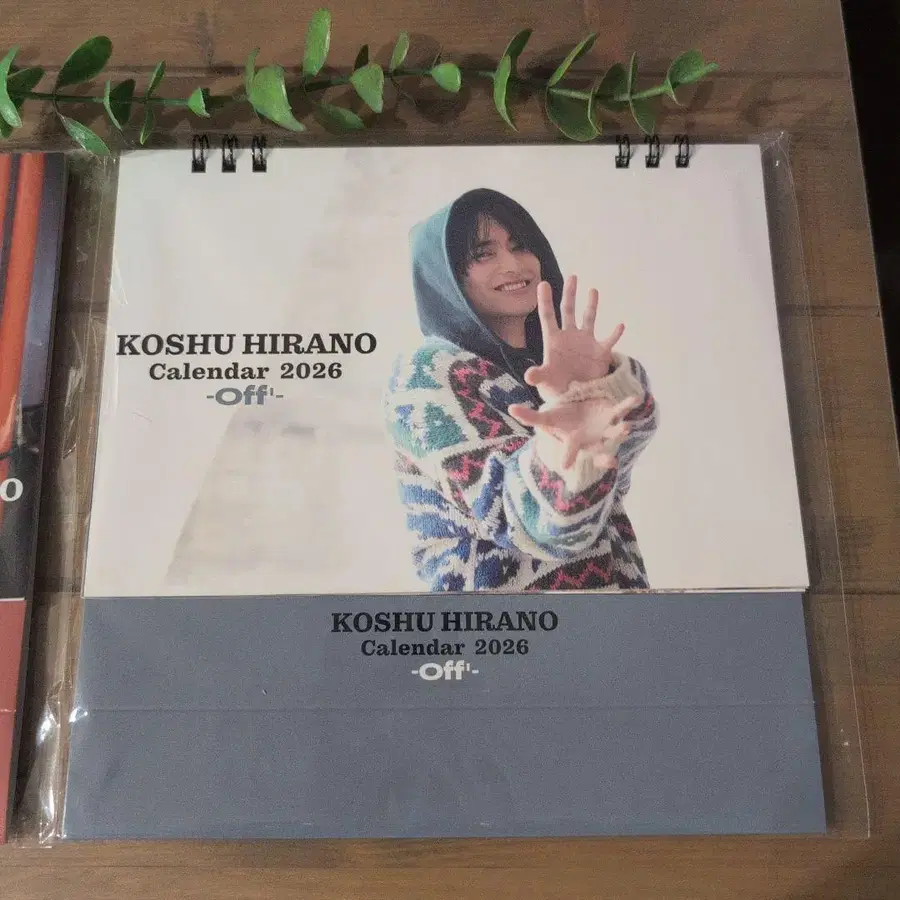 KOSHU HIRANO
Calendar 2026
-Off'-
O
KOSHU HIRANO
Calendar 2026
-Off'-